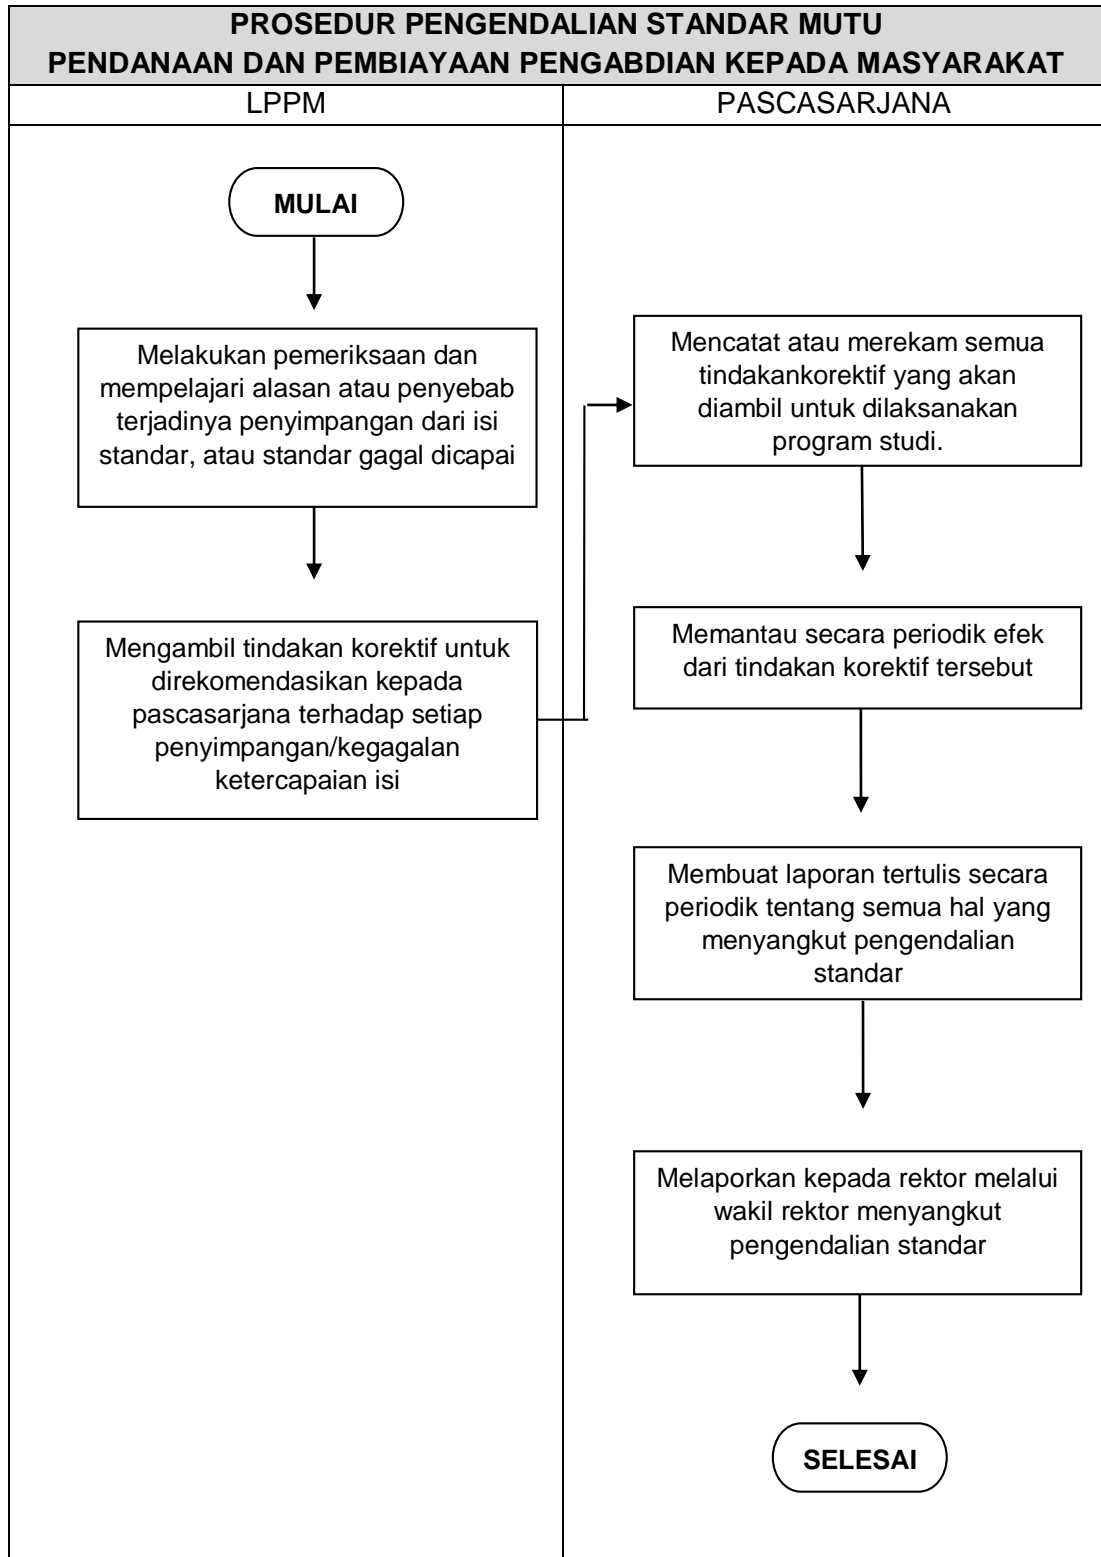 PROSEDUR PENGENDALIAN STANDAR MUTU
PENDANAAN DAN PEMBIAYAAN PENGABDIAN KEPADA MASYARAKAT
LPPM
PASCASARJANA
MULAI
Melakukan pemeriksaan dan
mempelajari alasan atau penyebab
terjadinya penyimpangan dari isi
standar, atau standar gagal dicapai
Mengambil tindakan korektif untuk
direkomendasikan kepada
pascasarjana terhadap setiap
penyimpangan/kegagalan
ketercapaian isi
Mencatat atau merekam semua
tindakankorektif yang akan
diambil untuk dilaksanakan
program studi.
Memantau secara periodik efek
dari tindakan korektif tersebut
Membuat laporan tertulis secara
periodik tentang semua hal yang
menyangkut pengendalian
standar
Melaporkan kepada rektor melalui
wakil rektor menyangkut
pengendalian standar
SELESAI